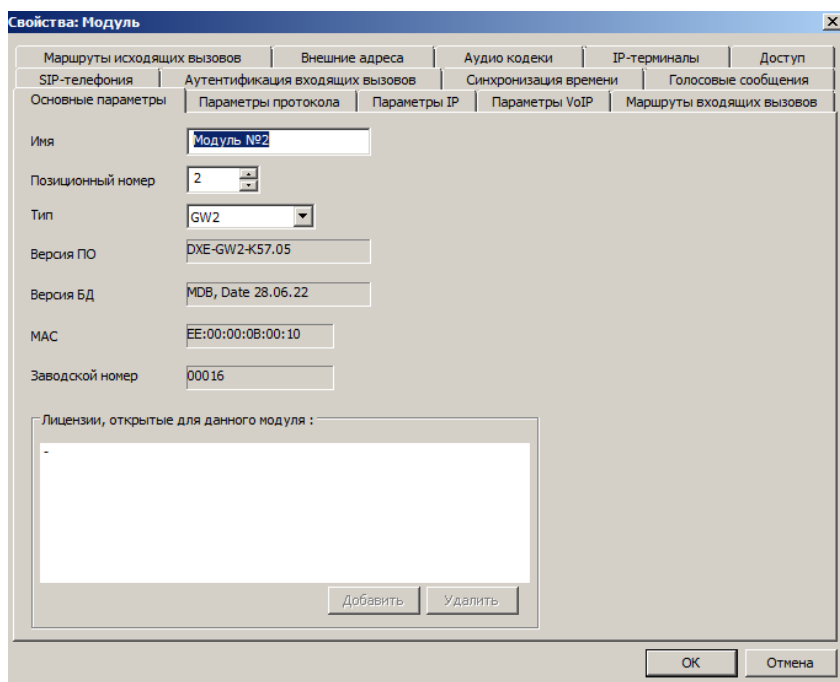 Свойства: Модуль
Маршруты исходящих вызовов Внешние адреса Аудио кодеки IP-терминалы Доступ
SIP-телефония Аутентификация входящих вызовов Синхронизация времени Голосовые сообщения
Основные параметры Параметры протокола Параметры IP Параметры VoIP Маршруты входящих вызовов
Имя Модуль №2
Позиционный номер 2
Тип GW2
Версия ПО DXE-GW2-K57.05
Версия БД MDB, Date 28.06.22
MAC EE:00:00:0B:00:10
Заводской номер 00016
Лицензии, открытые для данного модуля :
-
Добавить Удалить
OK Отмена